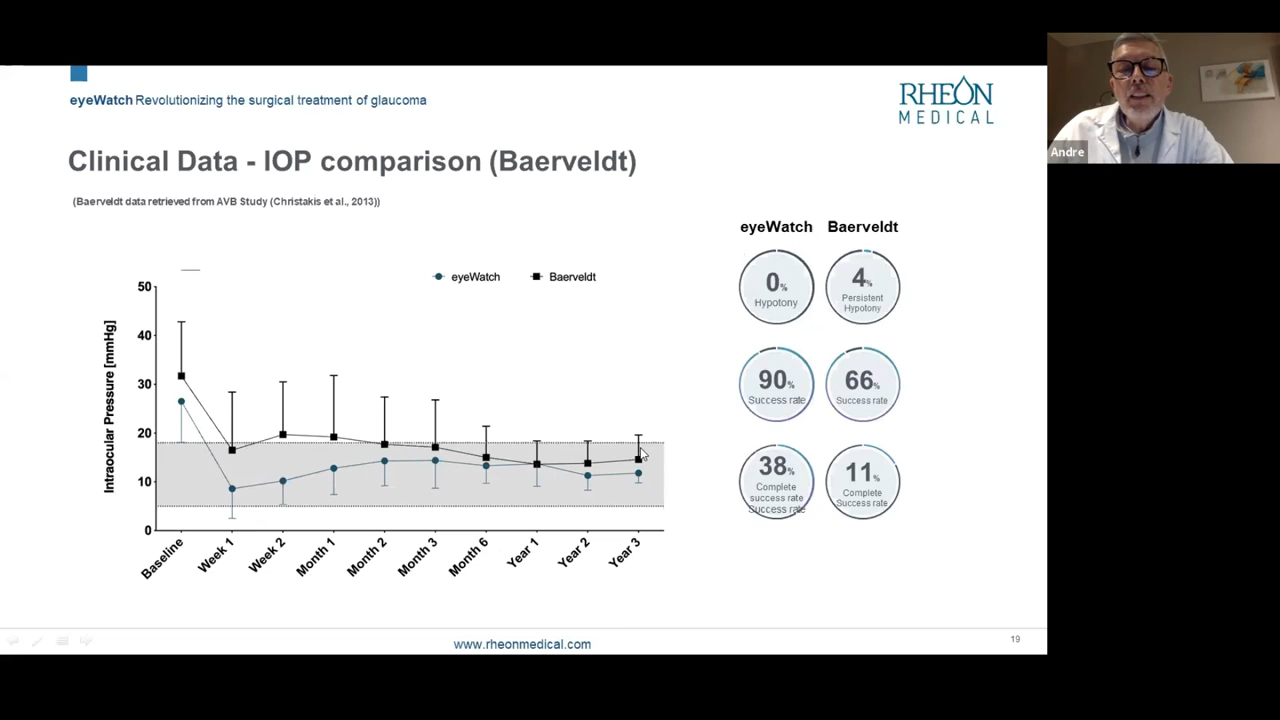 eyeWatch Revolutionizing the surgical treatment of glaucoma
RHEON
MEDICAL
Andre
Clinical Data - IOP comparison (Baerveldt)
(Baerveldt data retrieved from AVB Study (Christakis et al., 2013))
eyeWatch
Baerveldt
Intraocular Pressure [mmHg]
50
40
30
20
10
0
Baseline
Week 1
Week 2
Month 1
Month 2
Month 3
Month 6
Year 1
Year 2
Year 3
eyeWatch Baerveldt
0%
Hypotony
4%
Persistent
Hypotony
90%
Success rate
66%
Success rate
38%
Complete
success rate
Success rate
11%
Complete
Success rate
www.rheonmedical.com
19